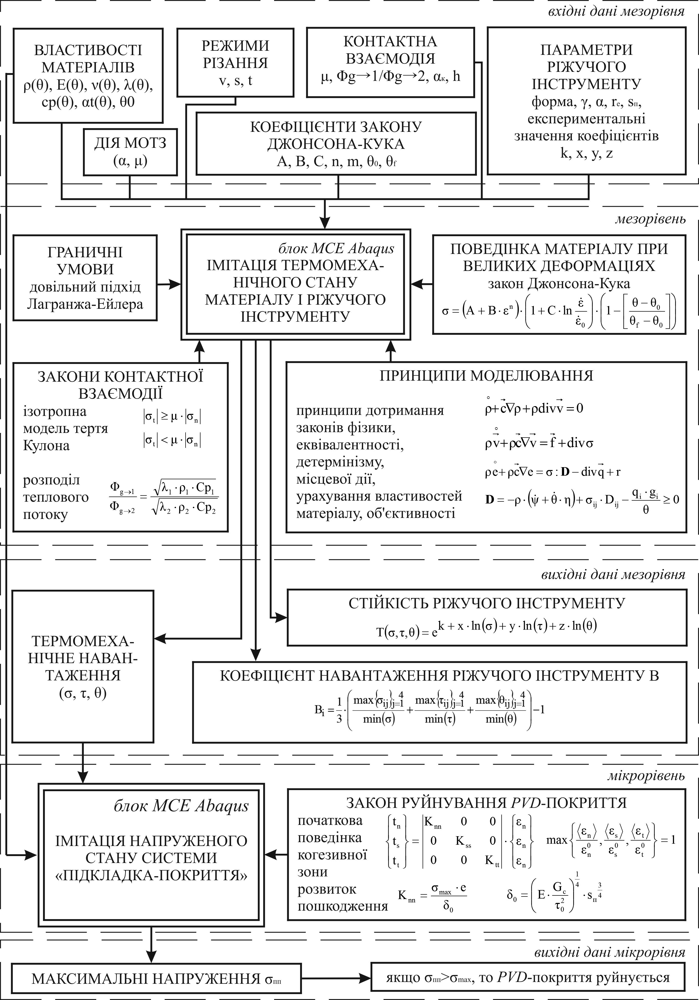 вхідні дані мезорівня
ВЛАСТИВОСТІ
МАТЕРІАЛІВ
ρ(θ), E(θ), ν(θ), λ(θ),
cp(θ), αt(θ), θ0
РЕЖИМИ
РІЗАННЯ
v, s, t
КОНТАКТНА
ВЗАЄМОДІЯ
μ, Φg→1/Φg→2, αₖ, h
ПАРАМЕТРИ
РІЖУЧОГО
ІНСТРУМЕНТУ
форма, γ, α, rₑ, sп,
експериментальні
значення коефіцієнтів
k, x, y, z
ДІЯ МОТЗ
(α, μ)
КОЕФІЦІЄНТИ ЗАКОНУ
ДЖОНСОНА-КУКА
A, B, C, n, m, θ₀, θf
мезорівень
ГРАНИЧНІ
УМОВИ
довільний підхід
Лагранжа-Ейлера
блок МСЕ Abaqus
ІМІТАЦІЯ ТЕРМОМЕХА-
НІЧНОГО СТАНУ
МАТЕРІАЛУ І РІЖУЧОГО
ІНСТРУМЕНТУ
ПОВЕДІНКА МАТЕРІАЛУ ПРИ
ВЕЛИКИХ ДЕФОРМАЦІЯХ
закон Джонсона-Кука
σ = (A + B · εⁿ) · (1 + C · ln ε̇/ε̇₀) · (1 − [(θ − θ₀)/(θf − θ₀)])
ЗАКОНИ КОНТАКТНОЇ
ВЗАЄМОДІЇ
ізотропна
модель тертя
Кулона
|σt| ≥ μ · |σn|
|σt| < μ · |σn|
розподіл
теплового
потоку
Φg→1/Φg→2 = √(λ₁ · ρ₁ · Cp₁)/√(λ₂ · ρ₂ · Cp₂)
ПРИНЦИПИ МОДЕЛЮВАННЯ
принципи дотримання
законів фізики,
еквівалентності,
детермінізму,
місцевої дії,
урахування властивостей
матеріалу, об'єктивності
ρ̊ + c⃗∇ρ + ρdivv⃗ = 0
ρv⃗̊ + ρc⃗∇v⃗ = f⃗ + divσ
ρe̊ + ρc⃗∇e = σ : D − divq⃗ + r
D = −ρ · (ψ̇ + θ̇ · η) + σij · Dij − (qi · gi)/θ ≥ 0
вихідні дані мезорівня
ТЕРМОМЕХА-
НІЧНЕ НАВАН-
ТАЖЕННЯ
(σ, τ, θ)
СТІЙКІСТЬ РІЖУЧОГО ІНСТРУМЕНТУ
T(σ, τ, θ) = e^(k + x · ln(σ) + y · ln(τ) + z · ln(θ))
КОЕФІЦІЄНТ НАВАНТАЖЕННЯ РІЖУЧОГО ІНСТРУМЕНТУ B
Bi = 1/3 · (max{σij}⁴j=1/min(σ) + max{τij}⁴j=1/min(τ) + max{θij}⁴j=1/min(θ)) − 1
мікрорівень
блок МСЕ Abaqus
ІМІТАЦІЯ НАПРУЖЕНОГО
СТАНУ СИСТЕМИ
«ПІДКЛАДКА-ПОКРИТТЯ»
ЗАКОН РУЙНУВАННЯ PVD-ПОКРИТТЯ
початкова
поведінка
когезивної
зони
{tn ts tt} = |Knn 0 0 0 Kss 0 0 0 Ktt| · {εn εn εn}
max{⟨εn⟩/εn⁰, ⟨εs⟩/εs⁰, ⟨εt⟩/εt⁰} = 1
розвиток
пошкодження
Knn = (σmax · e)/δ₀
δ₀ = (E · Gc/τ₀²)^(1/4) · sп^(3/4)
вихідні дані мікрорівня
МАКСИМАЛЬНІ НАПРУЖЕННЯ σпп
якщо σпп>σmax, то PVD-покриття руйнується